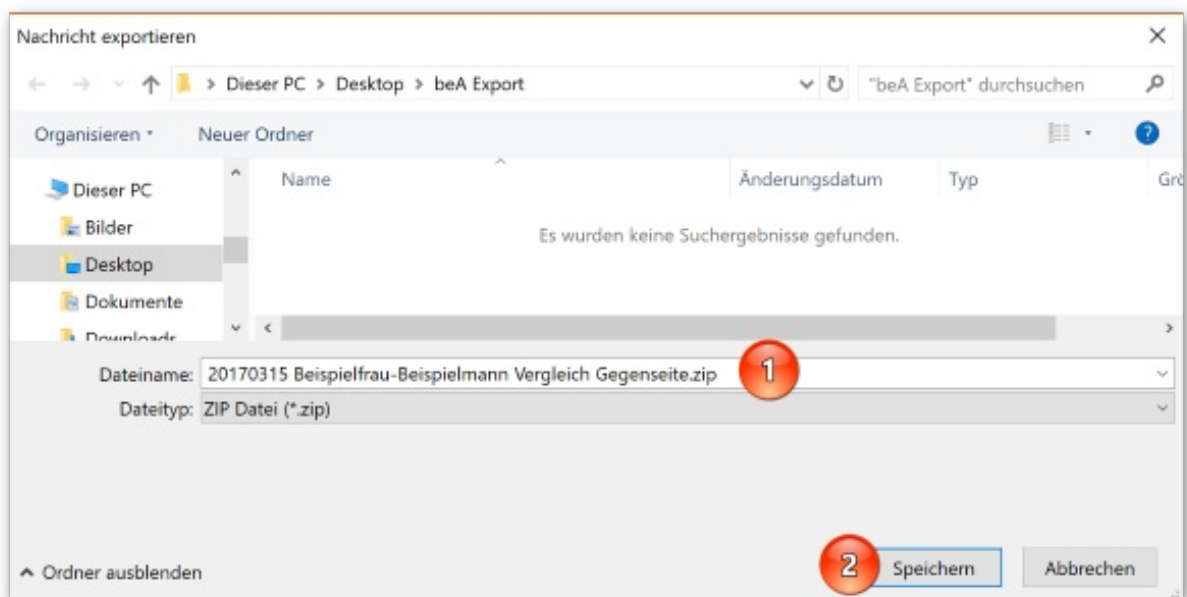 Nachricht exportieren
Dieser PC > Desktop > beA Export
"beA Export" durchsuchen
Organisieren
Neuer Ordner
Name
Änderungsdatum
Typ
Grö
Dieser PC
Bilder
Desktop
Dokumente
Downloads
Es wurden keine Suchergebnisse gefunden.
Dateiname: 20170315 Beispielfrau-Beispielmann Vergleich Gegenseite.zip
1
Dateityp: ZIP Datei (*.zip)
Ordner ausblenden
2
Speichern
Abbrechen